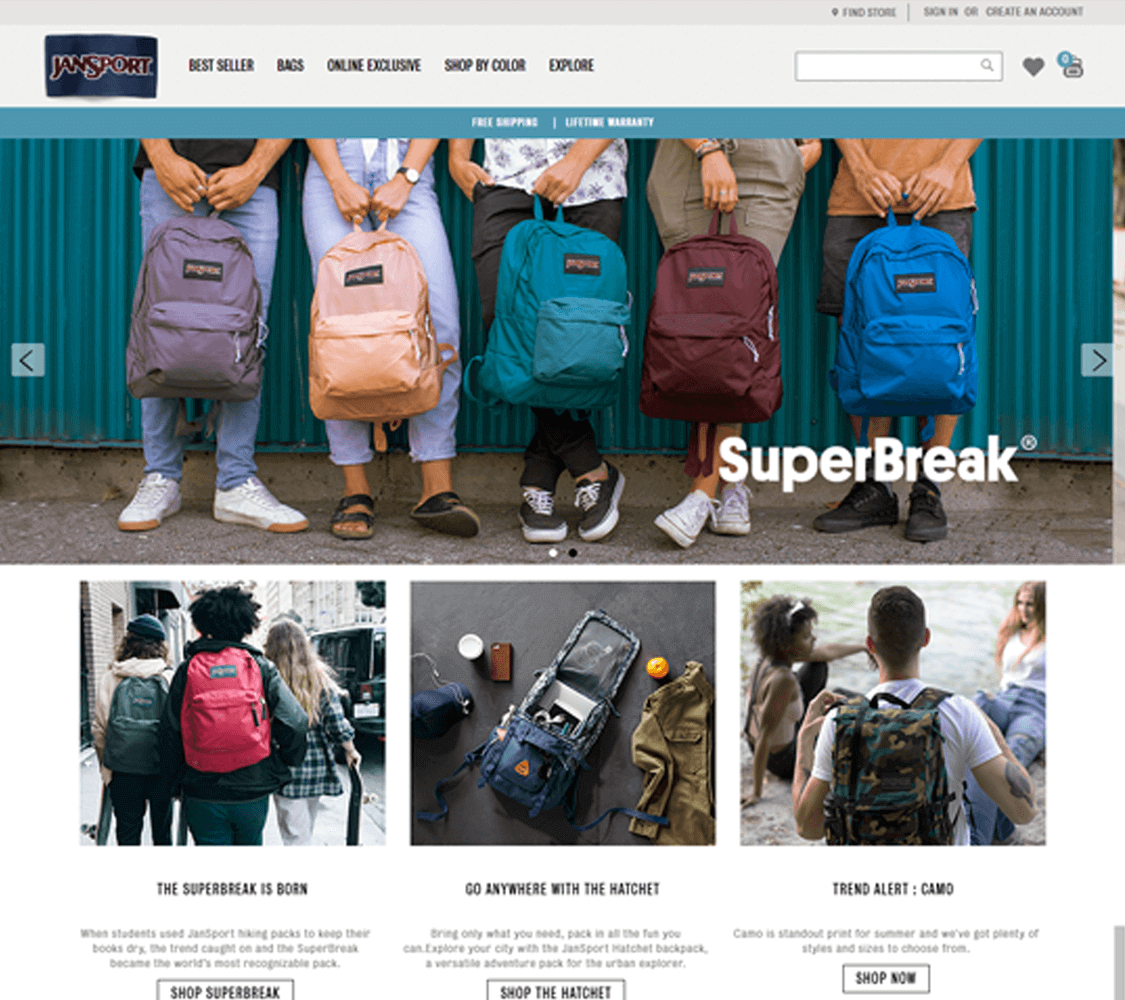 FIND STORE | SIGN IN OR CREATE AN ACCOUNT
JANSPORT
BEST SELLER BAGS ONLINE EXCLUSIVE SHOP BY COLOR EXPLORE
0
FREE SHIPPING | LIFETIME WARRANTY
JANSPORT JANSPORT JANSPORT JANSPORT JANSPORT
SuperBreak®
THE SUPERBREAK IS BORN
When students used JanSport hiking packs to keep their
books dry, the trend caught on and the SuperBreak
became the world's most recognizable pack.
SHOP SUPERBREAK
GO ANYWHERE WITH THE HATCHET
Bring only what you need, pack in all the fun you
can.Explore your city with the JanSport Hatchet backpack,
a versatile adventure pack for the urban explorer.
SHOP THE HATCHET
TREND ALERT : CAMO
Camo is standout print for summer and we've got plenty of
styles and sizes to choose from.
SHOP NOW